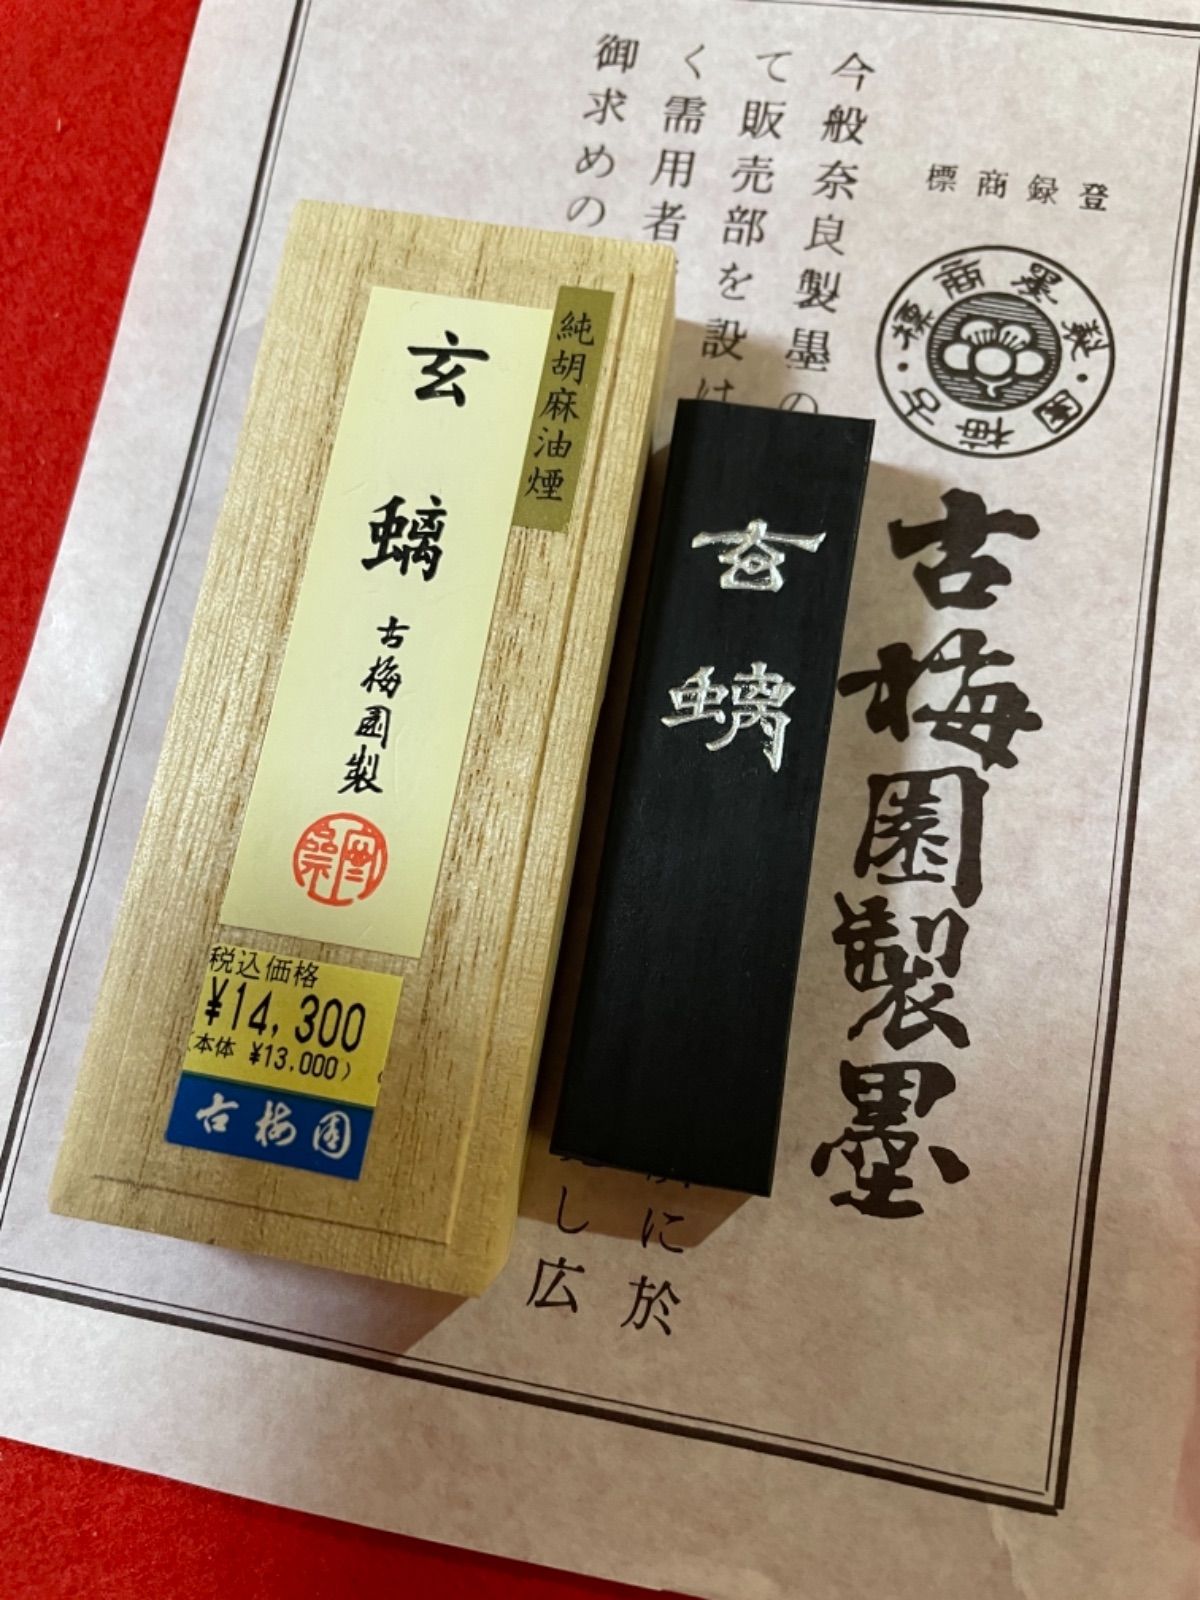 登録商標
古梅園製墨・商標・
古梅園製墨
今般奈良製墨の
に於
て販売部を設け
し広
く需用者
御求めの
玄螭
純胡麻油煙
玄螭
古梅園製
税込価格
¥14,300
(本体 ¥13,000)
古梅園